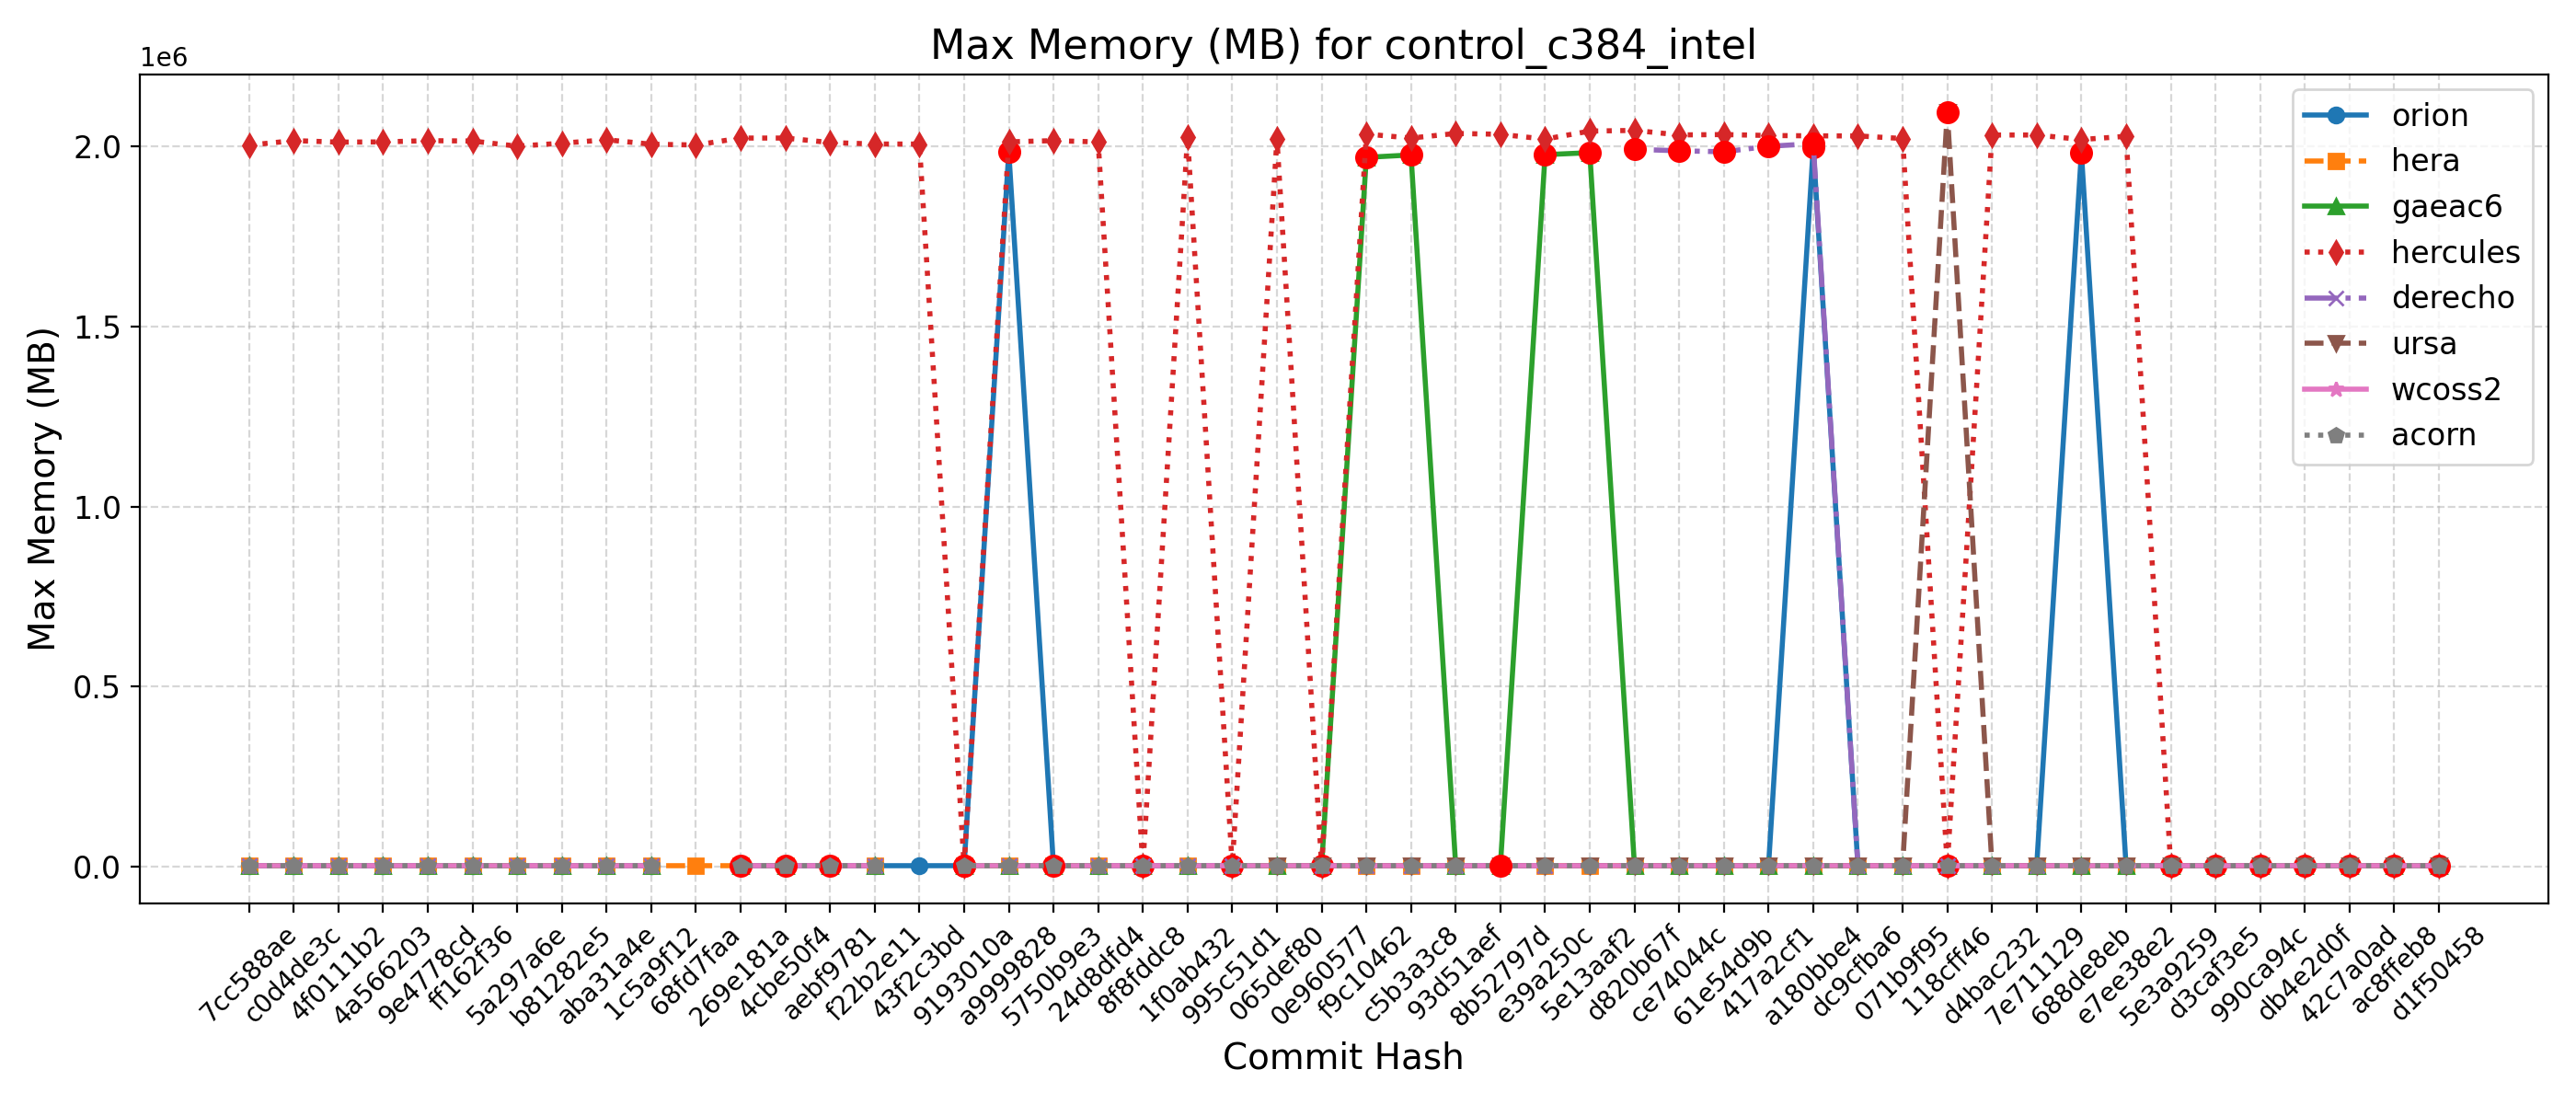 Max Memory (MB) for control_c384_intel
1e6
2.0
1.5
1.0
0.5
0.0
Max Memory (MB)
orion
hera
gaeac6
hercules
derecho
ursa
wcoss2
acorn
7cc588ae
c0d4de3c
4f0111b2
4a566203
9e4778cd
ff162f36
5a297a6e
b81282e5
aba31a4e
1c5a9f12
68fd7faa
269e181a
4cbe50f4
aebf9781
f22b2e11
43f2c3bd
9193010a
a9999828
5750b9e3
24d8dfd4
8f8fddc8
1f0ab432
995c51d1
065def80
0e960577
f9c10462
c5b3a3c8
93d51aef
8b52797d
e39a250c
5e13aaf2
d820b67f
ce74044c
61e54d9b
417a2cf1
a180bbe4
dc9cfba6
071b9f95
118cff46
d4bac232
7e711129
688de8eb
e7ee38e2
5e3a9259
d3caf3e5
990ca94c
db4e2d0f
42c7a0ad
ac8ffeb8
d1f50458
Commit Hash